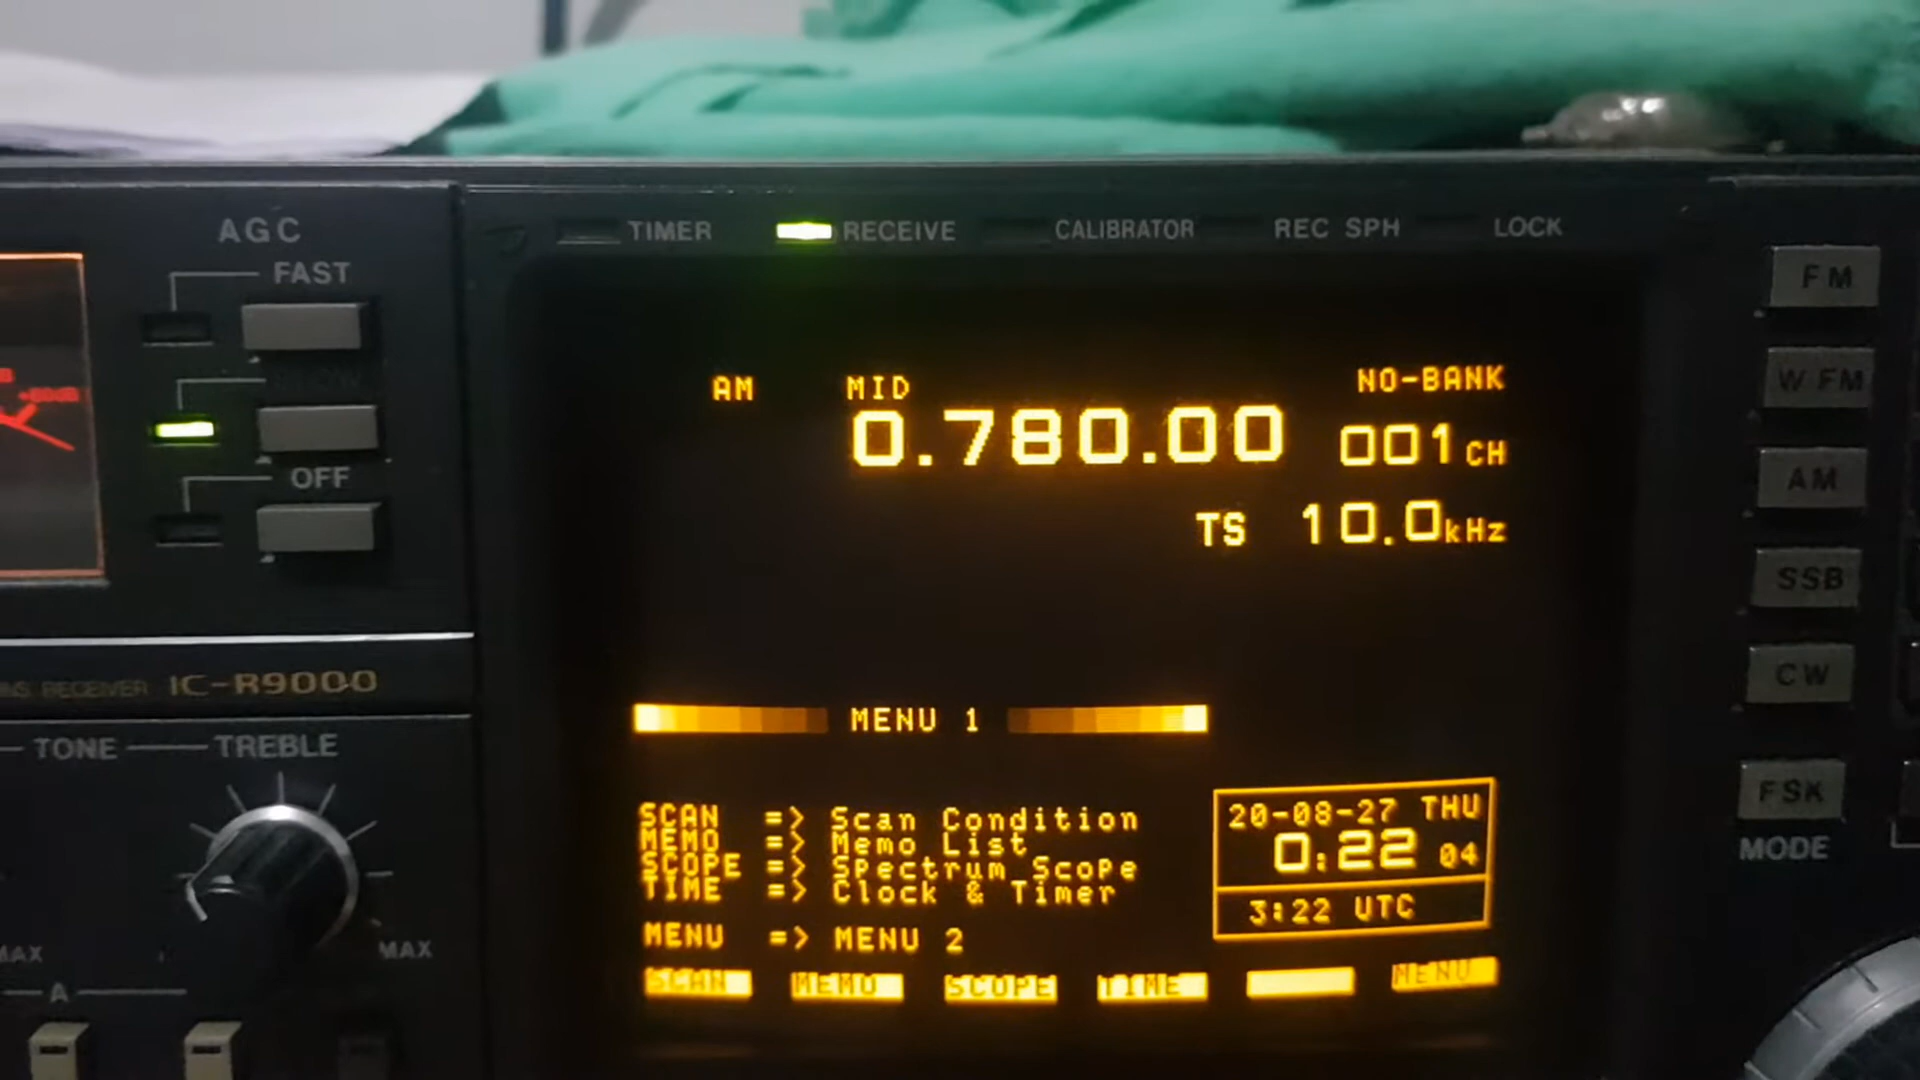 AGC
FAST
OFF
RECEIVER IC-R9000
TONE TREBLE
MAX
MAX
A
TIMER RECEIVE CALIBRATOR REC SPH LOCK
AM MID NO-BANK
0.780.00 001 CH
TS 10.0kHz
MENU 1
SCAN => Scan Condition
MEMO => Memo List
SCOPE => Spectrum Scope
TIME => Clock & Timer
MENU => MENU 2
20-08-27 THU
0:22 04
3:22 UTC
SCAN MEMO SCOPE TIME MENU
FM
W FM
AM
SSB
CW
FSK
MODE